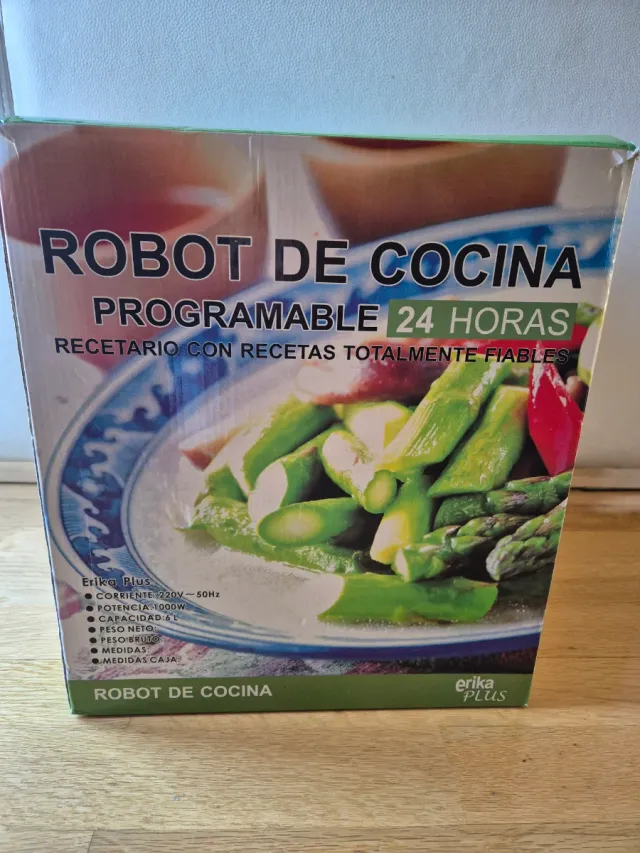 ROBOT DE COCINA
PROGRAMABLE 24 HORAS
RECETARIO CON RECETAS TOTALMENTE FIABLES
Erika Plus
● CORRIENTE:220V~50Hz
● POTENCIA:1000W
● CAPACIDAD:6 L
● PESO NETO:
● PESO BRUTO:
● MEDIDAS:
● MEDIDAS CAJA:
ROBOT DE COCINA
erika
PLUS